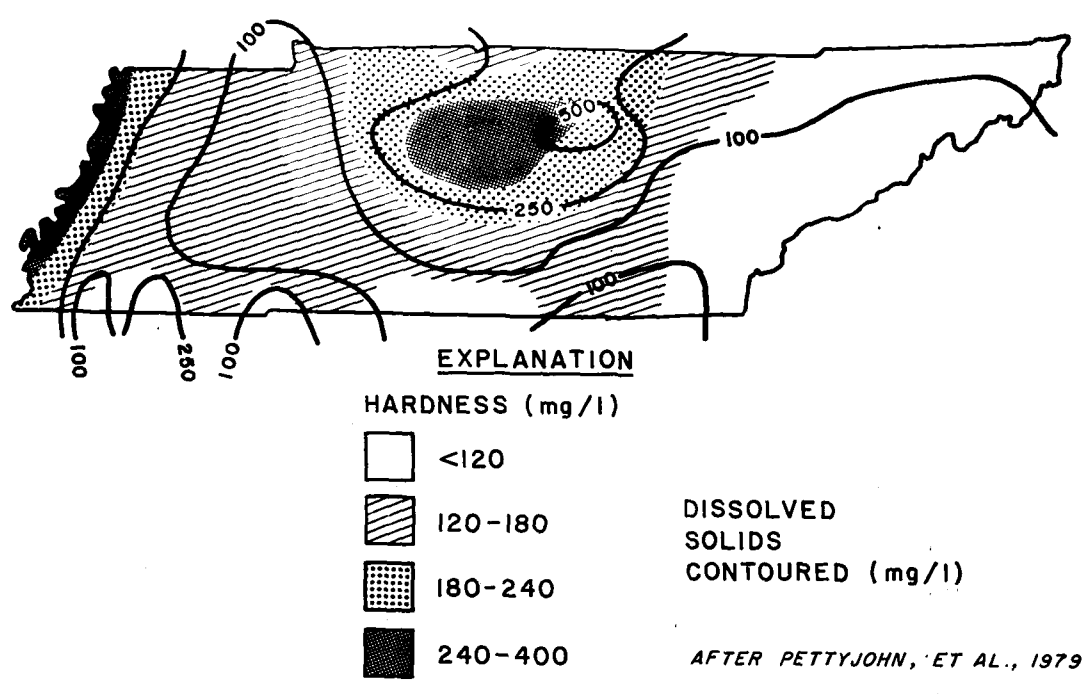 100
500
100
250
100
100
250
100
EXPLANATION
HARDNESS (mg/l)
<120
120-180
180-240
240-400
DISSOLVED
SOLIDS
CONTOURED (mg/l)
AFTER PETTYJOHN, ET AL., 1979